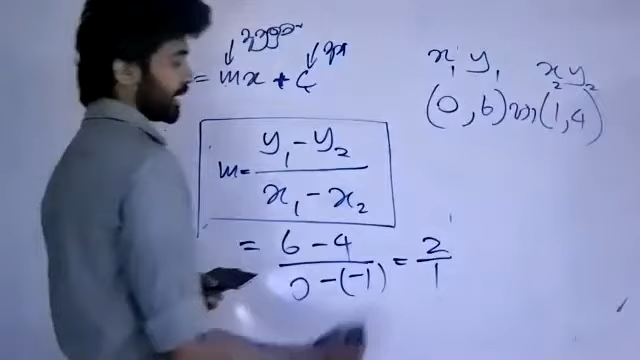 = mx + c
x₁ y₁ x₂ y₂
(0, 6) (1, 4)
m = (y₁ - y₂)/(x₁ - x₂)
= (6 - 4)/(0 - (-1)) = 2/1